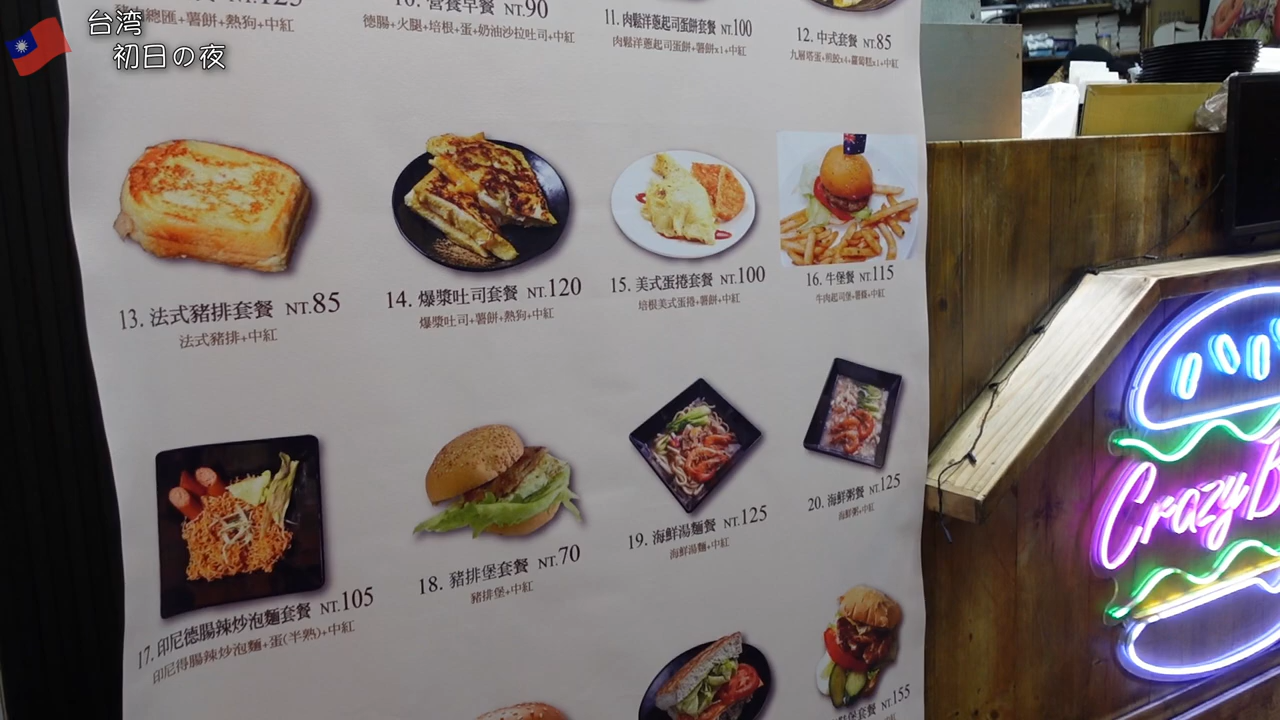 台湾
初日の夜
總匯+薯餅+熱狗+中紅
營養早餐 NT.90
德腸+火腿+培根+蛋+奶油沙拉吐司+中紅
11. 肉鬆洋蔥起司蛋餅套餐 NT.100
肉鬆洋蔥起司蛋餅+薯餅x1+中紅
12. 中式套餐 NT.85
九層塔蛋+煎餃x4+蘿蔔糕x1+中紅
13. 法式豬排套餐 NT.85
法式豬排+中紅
14. 爆漿吐司套餐 NT.120
爆漿吐司+薯餅+熱狗+中紅
15. 美式蛋捲套餐 NT.100
培根美式蛋捲+薯餅+中紅
16. 牛堡餐 NT.115
牛肉起司堡+薯條+中紅
17. 印尼德腸辣炒泡麵套餐 NT.105
印尼得腸辣炒泡麵+蛋(半熟)+中紅
18. 豬排堡套餐 NT.70
豬排堡+中紅
19. 海鮮湯麵餐 NT.125
海鮮湯麵+中紅
20. 海鮮粥餐 NT.125
海鮮粥+中紅
堡套餐 NT.155
Crazy B